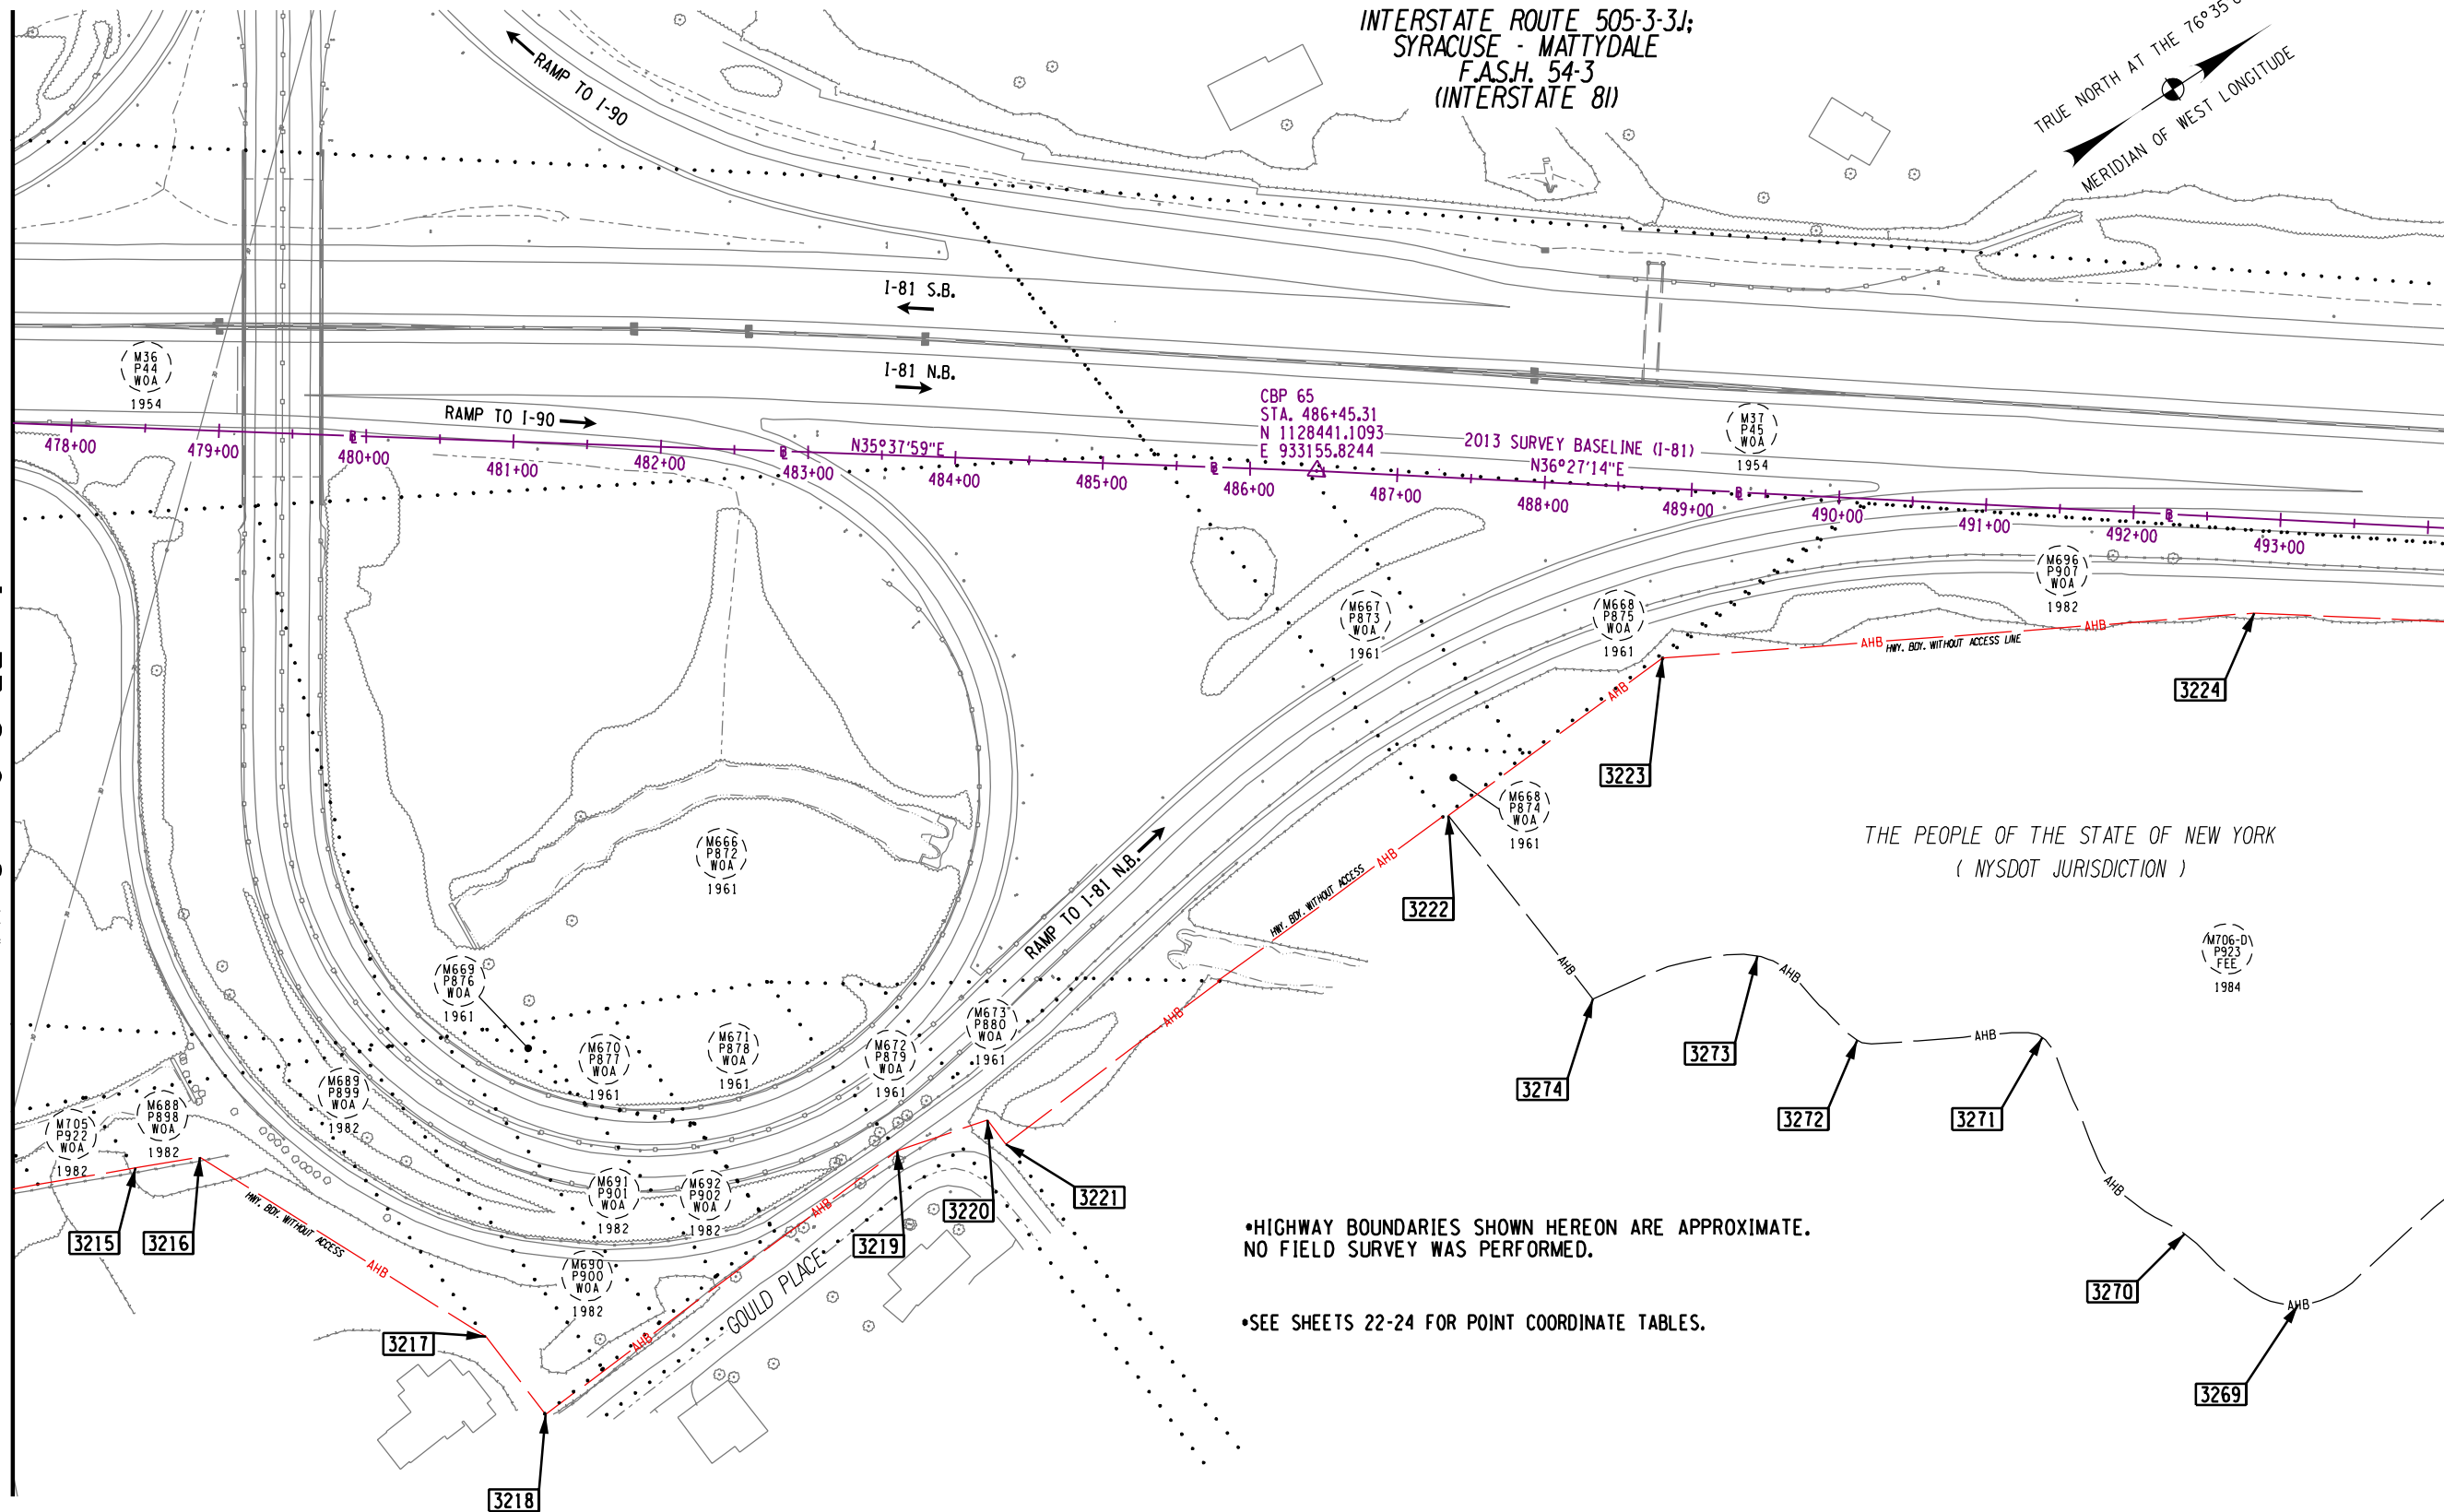 INTERSTATE ROUTE 505-3-3.1;
SYRACUSE - MATTYDALE
F.A.S.H. 54-3
(INTERSTATE 81)
TRUE NORTH AT THE 76°35'
MERIDIAN OF WEST LONGITUDE
RAMP TO I-90
I-81 S.B.
I-81 N.B.
RAMP TO I-90
M36
P44
WOA
1954
CBP 65
STA. 486+45.31
N 1128441.1093
E 933155.8244
2013 SURVEY BASELINE (I-81)
N35°37'59"E
N36°27'14"E
M37
P45
WOA
1954
478+00
479+00
480+00
481+00
482+00
483+00
484+00
485+00
486+00
487+00
488+00
489+00
490+00
491+00
492+00
493+00
M696
P907
WOA
1982
M667
P873
WOA
1961
M668
P875
WOA
1961
AHB
HWY. BDY. WITHOUT ACCESS LINE
AHB
AHB
3224
3223
M668
P874
WOA
1961
THE PEOPLE OF THE STATE OF NEW YORK
( NYSDOT JURISDICTION )
M666
P872
WOA
1961
RAMP TO I-81 N.B.
HWY. BDY. WITHOUT ACCESS
AHB
3222
M706-D
P923
FEE
1984
AHB
AHB
AHB
M669
P876
WOA
1961
M673
P880
WOA
1961
AHB
M670
P877
WOA
1961
M671
P878
WOA
1961
M672
P879
WOA
1961
3273
3274
3272
3271
M689
P899
WOA
1982
M688
P898
WOA
1982
M705
P922
WOA
1982
M691
P901
WOA
1982
M692
P902
WOA
1982
AHB
AHB
3221
3220
3219
3215
3216
HWY. BDY. WITHOUT ACCESS
AHB
M690
P900
WOA
1982
GOULD PLACE
•HIGHWAY BOUNDARIES SHOWN HEREON ARE APPROXIMATE.
NO FIELD SURVEY WAS PERFORMED.
3270
AHB
•SEE SHEETS 22-24 FOR POINT COORDINATE TABLES.
AHB
3217
3269
3218